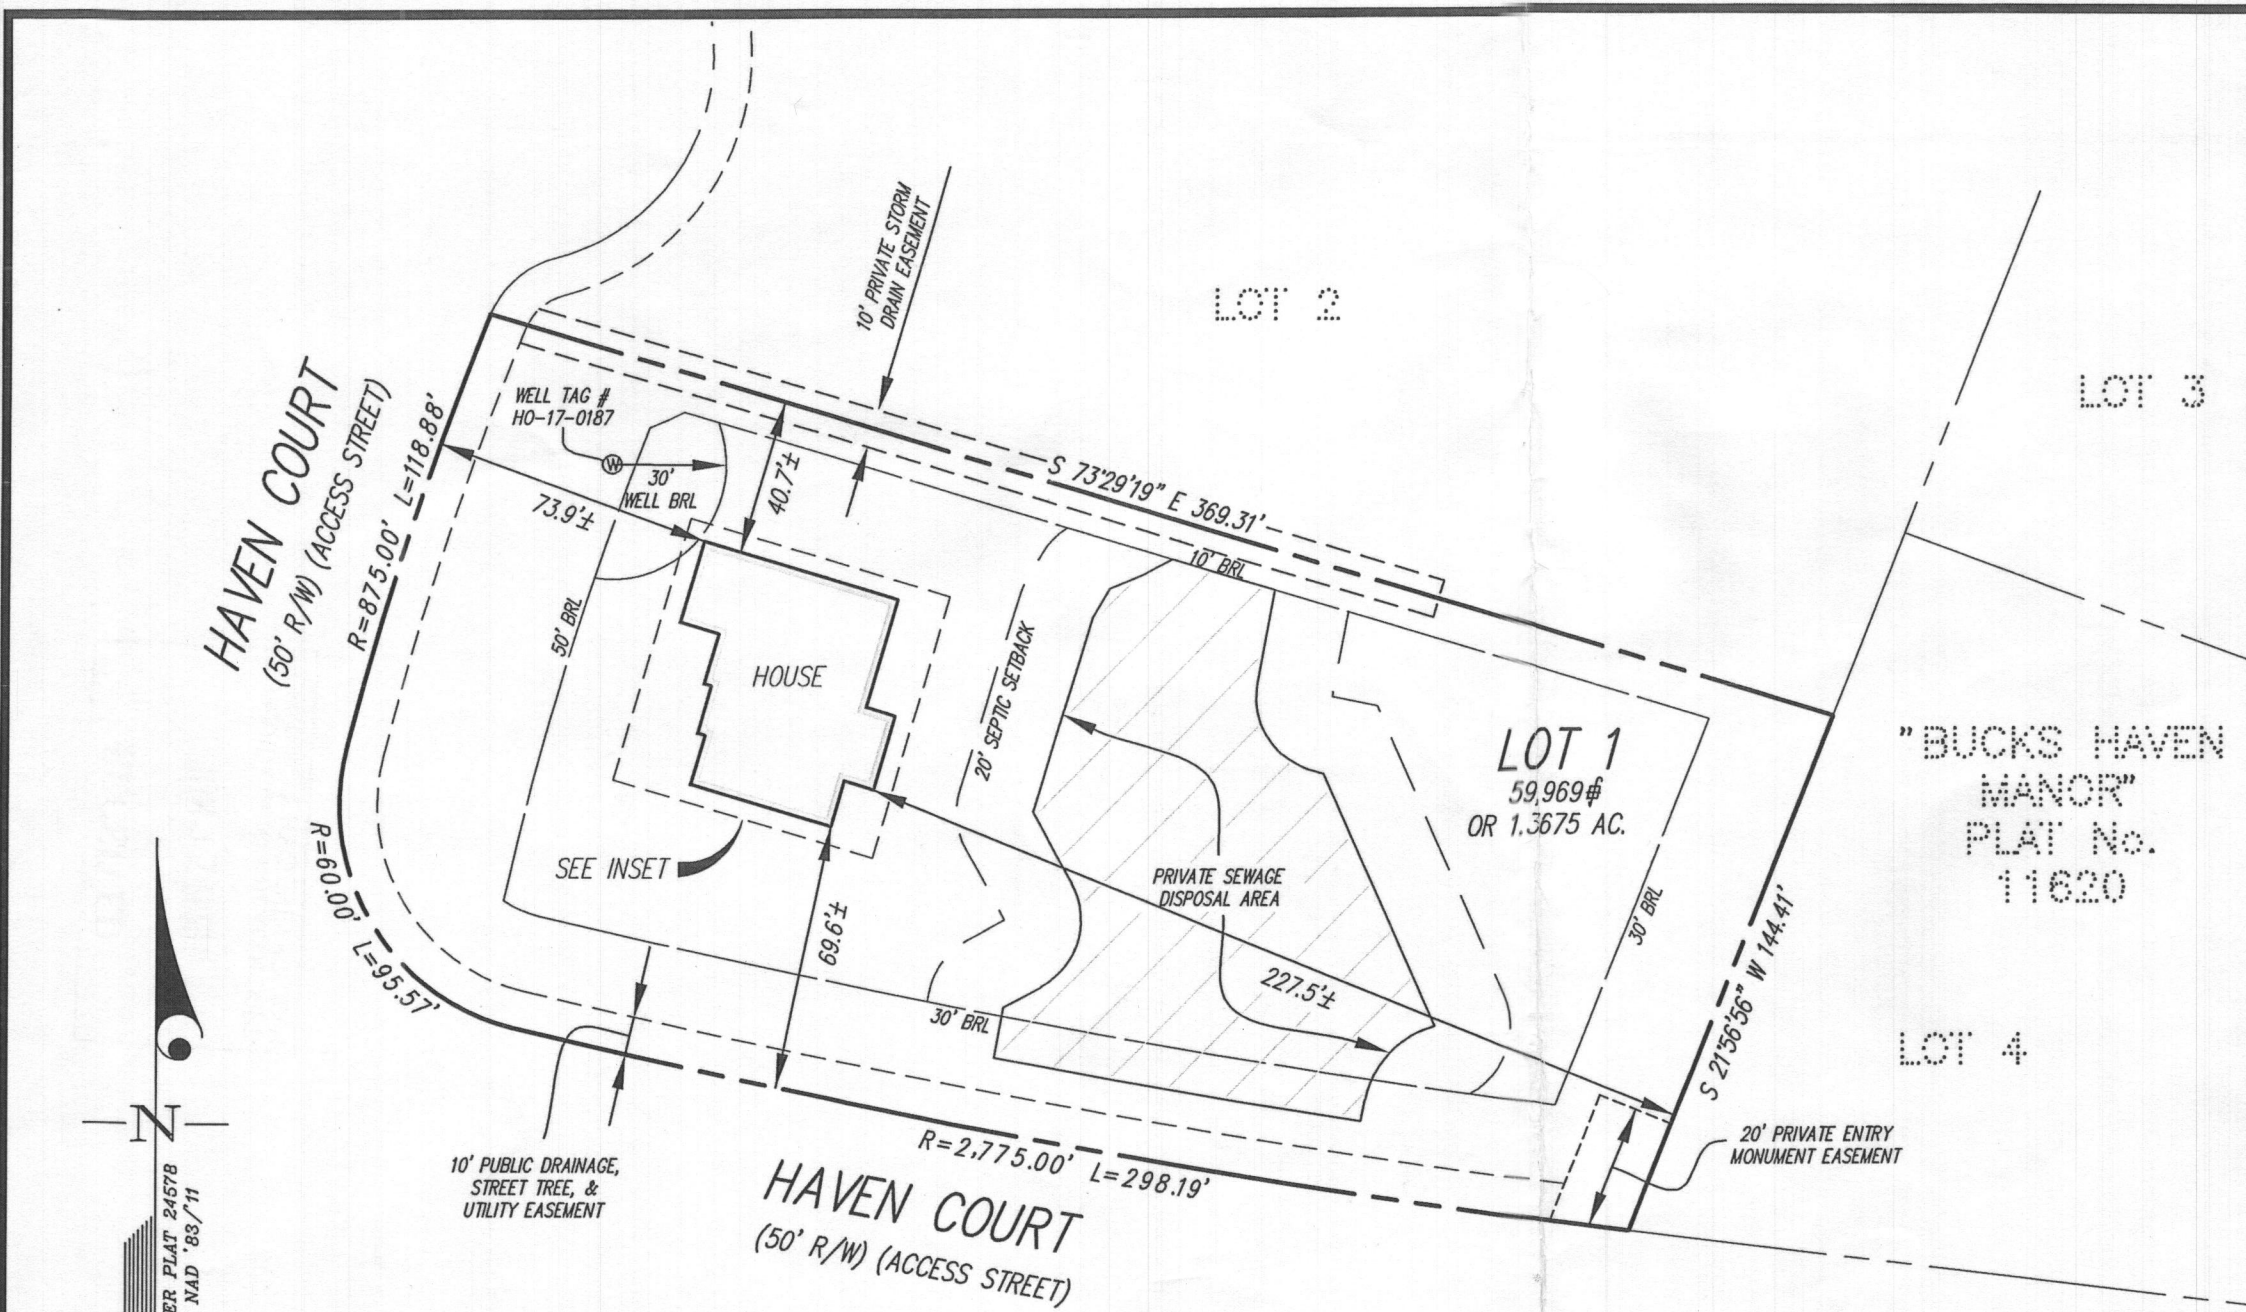 10' PRIVATE STORM
DRAIN EASEMENT
LOT 2
LOT 3
WELL TAG #
HO-17-0187
W
30'
WELL BRL
73.9'±
40.7'±
S 73°29'19" E 369.31'
10' BRL
HAVEN COURT
(50' R/W) (ACCESS STREET)
R=875.00' L=118.88'
50' BRL
HOUSE
20' SEPTIC SETBACK
LOT 1
59,969
OR 1.3675 AC.
"BUCKS HAVEN
MANOR"
PLAT No.
11620
R=60.00' L=95.57'
SEE INSET
69.6'±
PRIVATE SEWAGE
DISPOSAL AREA
227.5'±
30' BRL
S 21°56'56" W 144.41'
LOT 4
30' BRL
N
10' PUBLIC DRAINAGE,
STREET TREE, &
UTILITY EASEMENT
R=2,775.00' L=298.19'
HAVEN COURT
(50' R/W) (ACCESS STREET)
20' PRIVATE ENTRY
MONUMENT EASEMENT
PLAT 24578
NAD '83/'11